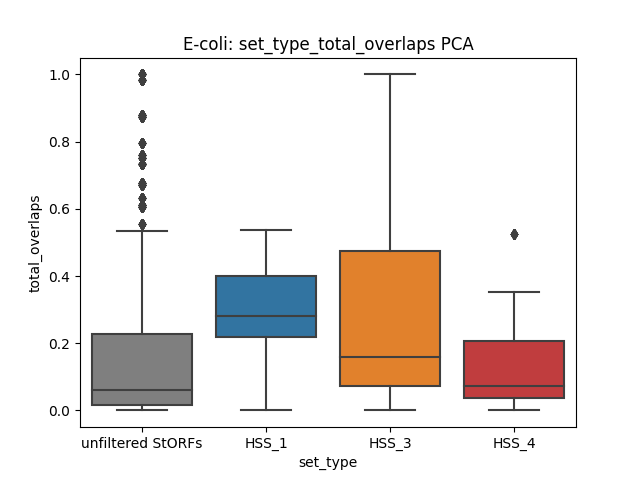 E-coli: set_type_total_overlaps PCA
total_overlaps
1.0
0.8
0.6
0.4
0.2
0.0
unfiltered StORFs HSS_1 HSS_3 HSS_4
set_type